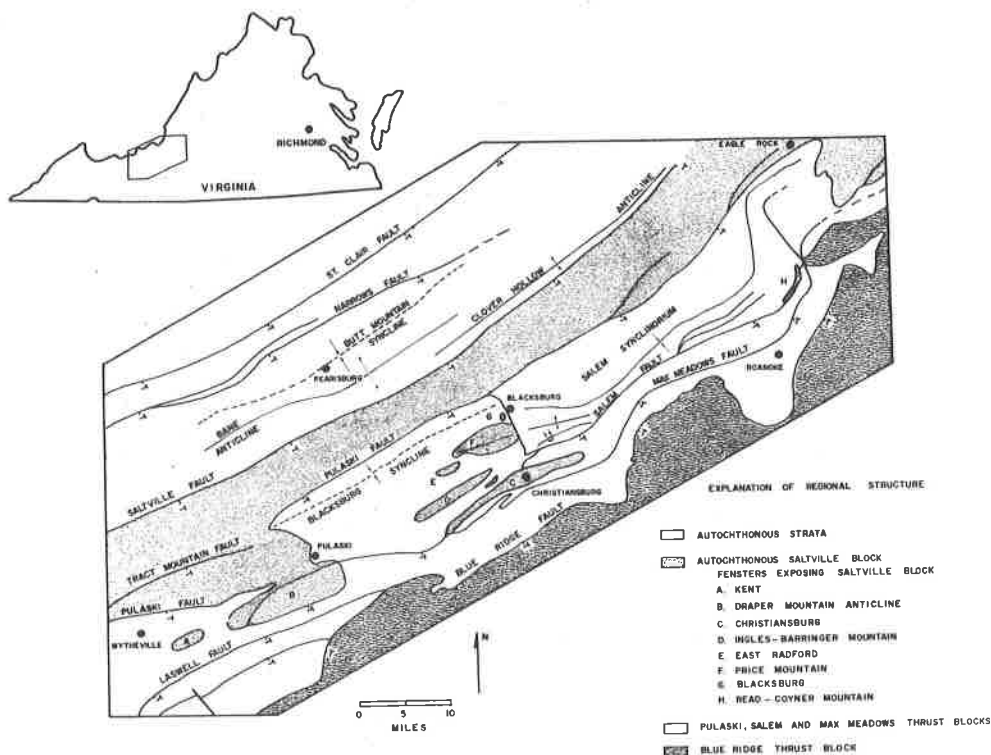 RICHMOND
VIRGINIA
EAGLE ROCK
ST. CLAIR FAULT
NARROWS FAULT
BUTT MOUNTAIN
SYNCLINE
CLOVER HOLLOW
ANTICLINE
PEARISBURG
BANE
ANTICLINE
SALEM SYNCLINORIUM
SALEM FAULT
MAX MEADOWS FAULT
H
ROANOKE
BLACKSBURG
G
F
E
PULASKI FAULT
BLACKSBURG SYNCLINE
SALTVILLE FAULT
D
C
CHRISTIANSBURG
BLUE RIDGE FAULT
PULASKI
TRACT MOUNTAIN FAULT
B
PULASKI FAULT
WYTHEVILLE
A
LASWELL FAULT
N
0 5 10
MILES
EXPLANATION OF REGIONAL STRUCTURE
AUTOCHTHONOUS STRATA
AUTOCHTHONOUS SALTVILLE BLOCK
FENSTERS EXPOSING SALTVILLE BLOCK
A. KENT
B. DRAPER MOUNTAIN ANTICLINE
C. CHRISTIANSBURG
D. INGLES-BARRINGER MOUNTAIN
E EAST RADFORD
F. PRICE MOUNTAIN
G. BLACKSBURG
H. READ-COYNER MOUNTAIN
PULASKI, SALEM AND MAX MEADOWS THRUST BLOCKS
BLUE RIDGE THRUST BLOCK